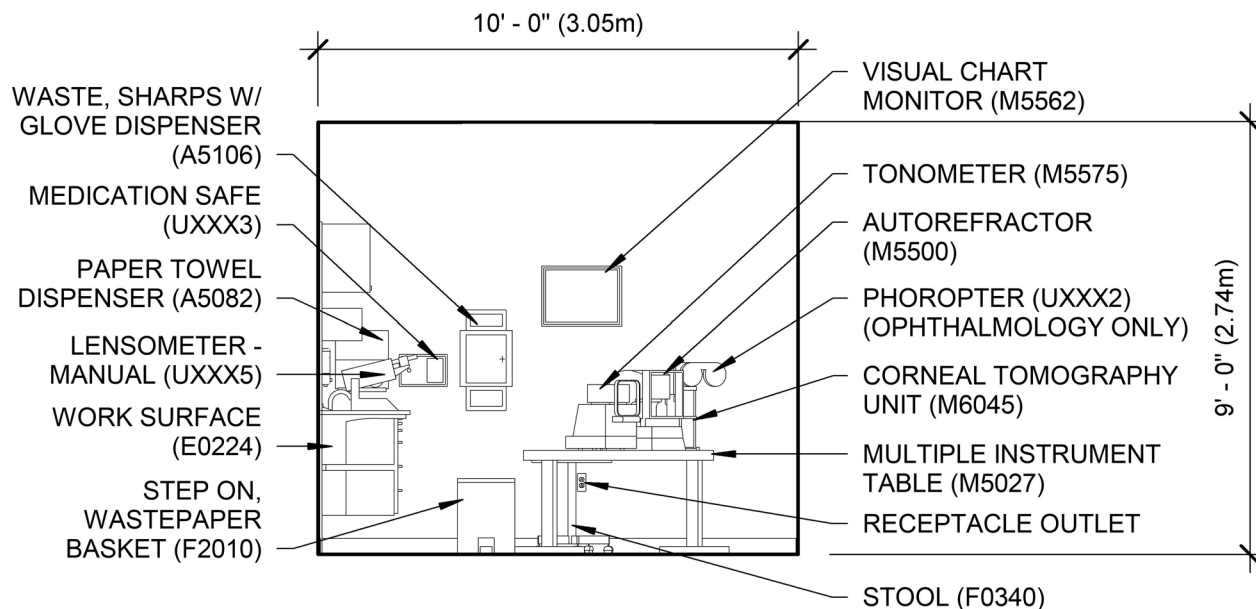 10' - 0" (3.05m)
WASTE, SHARPS W/
GLOVE DISPENSER
(A5106)
MEDICATION SAFE
(UXXX3)
PAPER TOWEL
DISPENSER (A5082)
LENSOMETER -
MANUAL (UXXX5)
WORK SURFACE
(E0224)
STEP ON,
WASTEPAPER
BASKET (F2010)
VISUAL CHART
MONITOR (M5562)
TONOMETER (M5575)
AUTOREFRACTOR
(M5500)
PHOROPTER (UXXX2)
(OPHTHALMOLOGY ONLY)
CORNEAL TOMOGRAPHY
UNIT (M6045)
MULTIPLE INSTRUMENT
TABLE (M5027)
RECEPTACLE OUTLET
STOOL (F0340)
9' - 0" (2.74m)